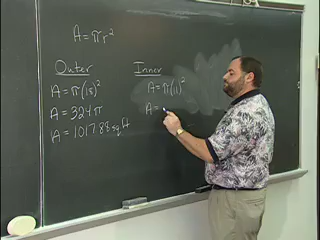 A = πr²
Outer
A = π(18)²
A = 324π
A = 1017.88 sq ft
Inner
A = π(11)²
A =